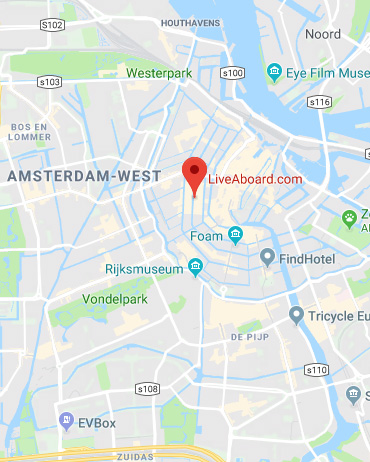 HOUTHAVENS
S102
Noord
Westerpark
s100
Eye Film Muse
s103
s116
BOS EN
LOMMER
AMSTERDAM-WEST
LiveAboard.com
Foam
FindHotel
Rijksmuseum
Vondelpark
Tricycle Eu
DE PIJP
s110
s108
EVBox
ZUIDAS